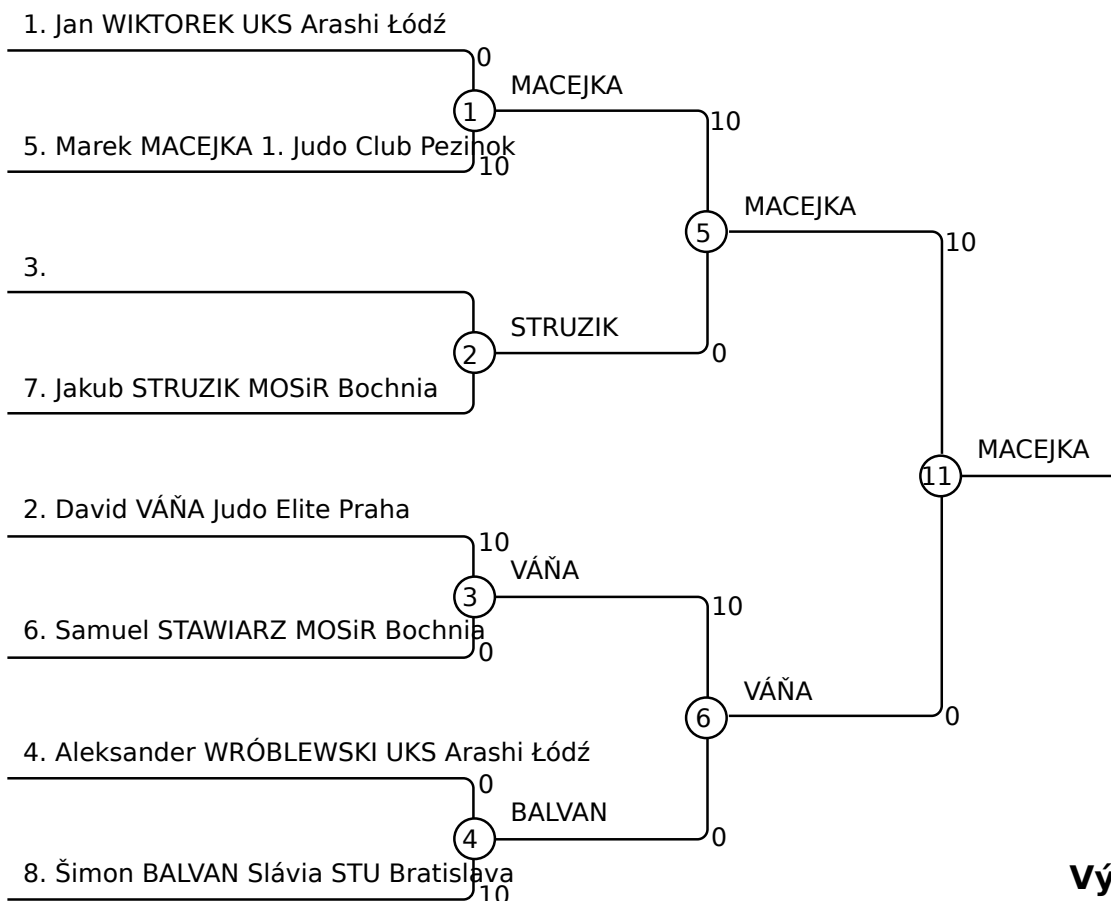 1. Jan WIKTOREK UKS Arashi Łódź
0
MACEJKA
1
10
5. Marek MACEJKA 1. Judo Club Pezinok
10
MACEJKA
5
10
3.
STRUZIK
2
0
7. Jakub STRUZIK MOSiR Bochnia
MACEJKA
11
2. David VÁŇA Judo Elite Praha
10
VÁŇA
3
10
6. Samuel STAWIARZ MOSiR Bochnia
0
VÁŇA
6
0
4. Aleksander WRÓBLEWSKI UKS Arashi Łódź
0
BALVAN
4
0
8. Šimon BALVAN Slávia STU Bratislava
10
Vý